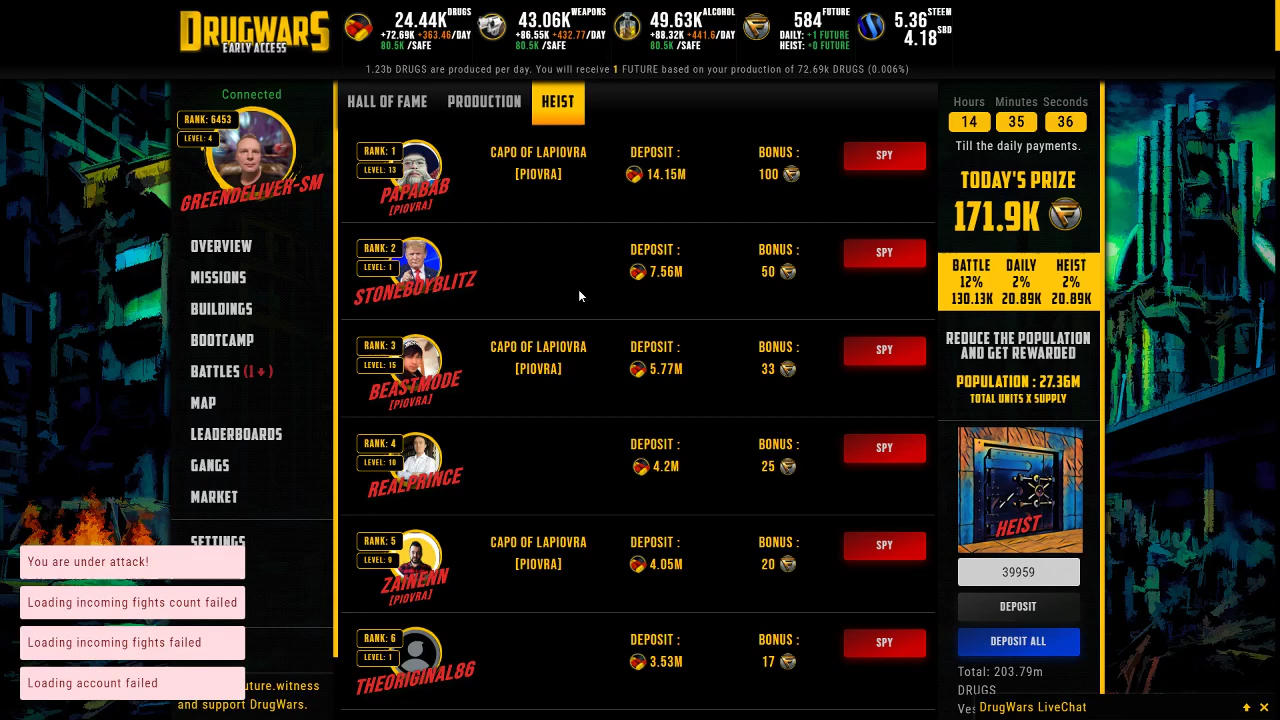 DRUGWARS
EARLY ACCESS
24.44K DRUGS
+72.69K +363.46/DAY
80.5K /SAFE
43.06K WEAPONS
+86.55K +432.77/DAY
80.5K /SAFE
49.63K ALCOHOL
+88.32K +441.6/DAY
80.5K /SAFE
584 FUTURE
DAILY: +1 FUTURE
HEIST: +0 FUTURE
5.36 STEEM
4.18 SBD
1.23b DRUGS are produced per day. You will receive 1 FUTURE based on your production of 72.69k DRUGS (0.006%)
Connected
RANK: 6453
LEVEL: 4
GREENDELIVER-SM
OVERVIEW
MISSIONS
BUILDINGS
BOOTCAMP
BATTLES (1 )
MAP
LEADERBOARDS
GANGS
MARKET
SETTINGS
You are under attack!
Loading incoming fights count failed
Loading incoming fights failed
Loading account failed
uture.witness
and support DrugWars.
HALL OF FAME PRODUCTION HEIST
RANK: 1
LEVEL: 13
PAPABAB
[PIOVRA]
CAPO OF LAPIOVRA
[PIOVRA]
DEPOSIT :
14.15M
BONUS :
100
SPY
RANK: 2
LEVEL: 1
STONEBOYBLITZ
DEPOSIT :
7.56M
BONUS :
50
SPY
RANK: 3
LEVEL: 15
BEASTMODE
[PIOVRA]
CAPO OF LAPIOVRA
[PIOVRA]
DEPOSIT :
5.77M
BONUS :
33
SPY
RANK: 4
LEVEL: 10
REALPRINCE
DEPOSIT :
4.2M
BONUS :
25
SPY
RANK: 5
LEVEL: 9
ZAINENN
[PIOVRA]
CAPO OF LAPIOVRA
[PIOVRA]
DEPOSIT :
4.05M
BONUS :
20
SPY
RANK: 6
LEVEL: 1
THEORIGINAL86
DEPOSIT :
3.53M
BONUS :
17
SPY
Hours Minutes Seconds
14 35 36
Till the daily payments.
TODAY'S PRIZE
171.9K
BATTLE DAILY HEIST
12% 2% 2%
130.13K 20.89K 20.89K
REDUCE THE POPULATION
AND GET REWARDED
POPULATION : 27.36M
TOTAL UNITS X SUPPLY
HEIST
39959
DEPOSIT
DEPOSIT ALL
Total: 203.79m
DRUGS
DrugWars LiveChat